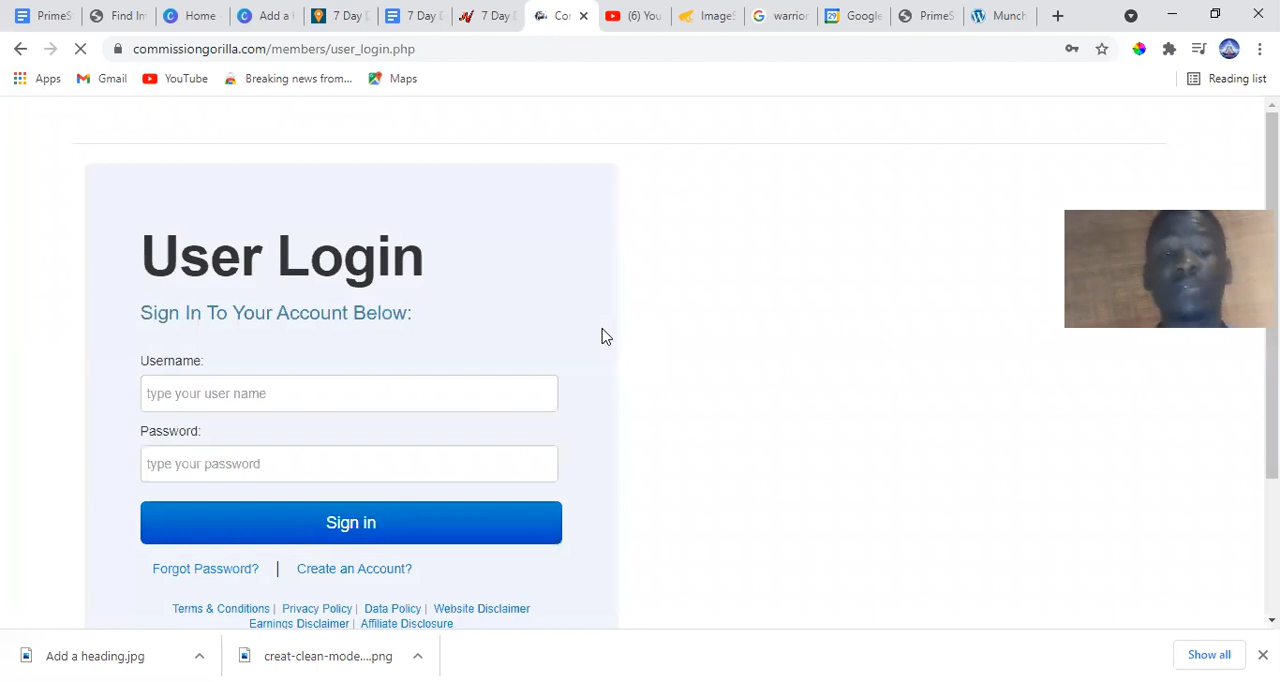 PrimeS
Find Im
Home -
Add a
7 Day
7 Day
7 Day
Co
(6) You
ImageS
warrior
Google
PrimeS
Munch
commissiongorilla.com/members/user_login.php
Apps
Gmail
YouTube
Breaking news from...
Maps
Reading list
User Login
Sign In To Your Account Below:
Username:
type your user name
Password:
type your password
Sign in
Forgot Password? | Create an Account?
Terms & Conditions | Privacy Policy | Data Policy | Website Disclaimer
Earnings Disclaimer | Affiliate Disclosure
Add a heading.jpg
creat-clean-mode....png
Show all